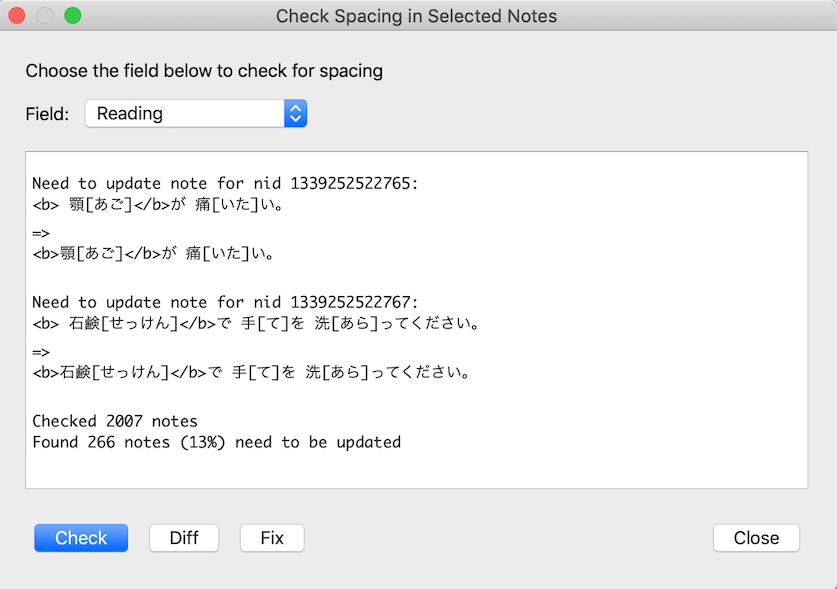 Check Spacing in Selected Notes
Choose the field below to check for spacing
Field: Reading
Need to update note for nid 1339252522765:
<b> 顎[あご]</b>が 痛[いた]い。
=>
<b>顎[あご]</b>が 痛[いた]い。
Need to update note for nid 1339252522767:
<b> 石鹸[せっけん]</b>で 手[て]を 洗[あら]ってください。
=>
<b>石鹸[せっけん]</b>で 手[て]を 洗[あら]ってください。
Checked 2007 notes
Found 266 notes (13%) need to be updated
Check Diff Fix Close